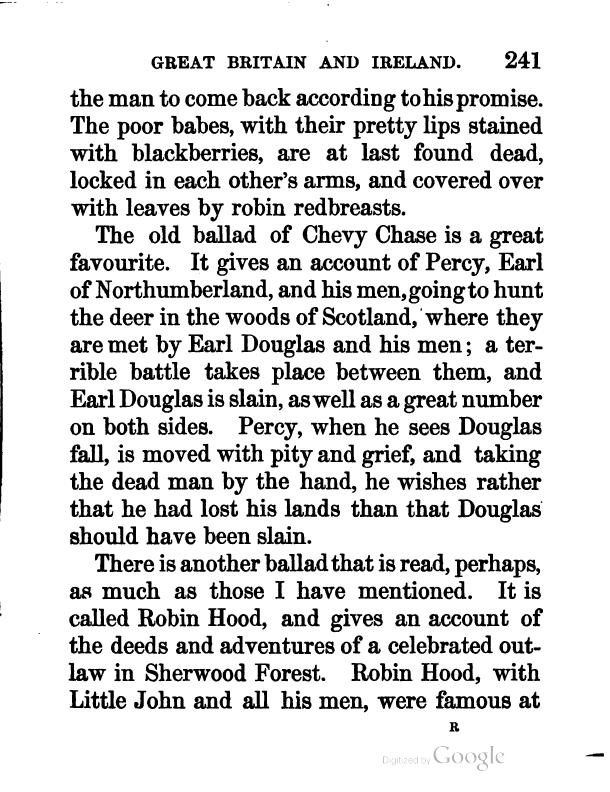 GREAT BRITAIN AND IRELAND. 241
the man to come back according to his promise.
The poor babes, with their pretty lips stained
with blackberries, are at last found dead,
locked in each other's arms, and covered over
with leaves by robin redbreasts.
The old ballad of Chevy Chase is a great
favourite. It gives an account of Percy, Earl
of Northumberland, and his men, going to hunt
the deer in the woods of Scotland, where they
are met by Earl Douglas and his men; a ter-
rible battle takes place between them, and
Earl Douglas is slain, as well as a great number
on both sides. Percy, when he sees Douglas
fall, is moved with pity and grief, and taking
the dead man by the hand, he wishes rather
that he had lost his lands than that Douglas
should have been slain.
There is another ballad that is read, perhaps,
as much as those I have mentioned. It is
called Robin Hood, and gives an account of
the deeds and adventures of a celebrated out-
law in Sherwood Forest. Robin Hood, with
Little John and all his men, were famous at
R
Digitized by Google